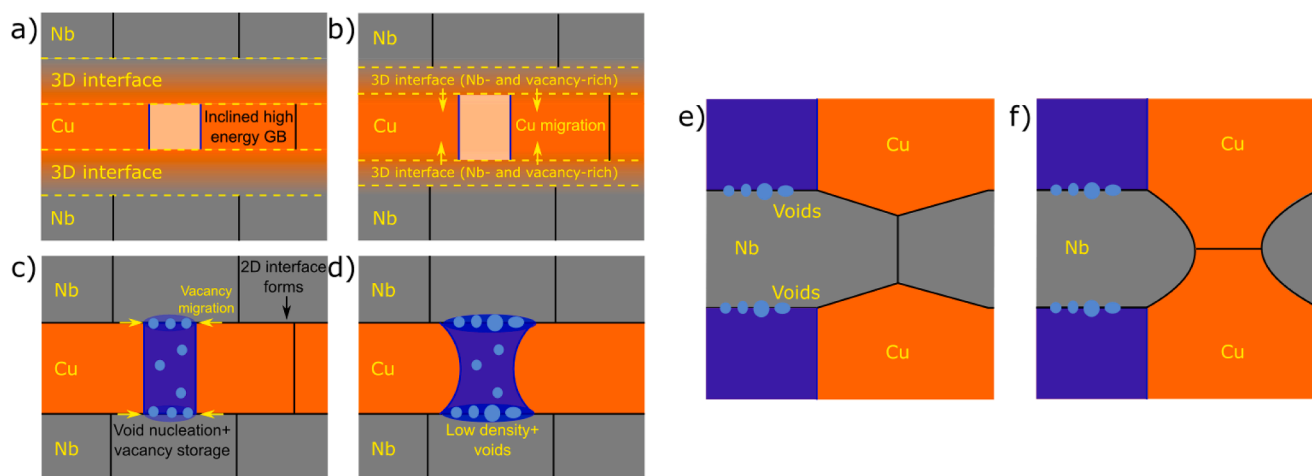 a)
Nb
3D interface
Cu
Inclined high
energy GB
3D interface
Nb
b)
Nb
3D interface (Nb- and vacancy-rich)
Cu
Cu migration
3D interface (Nb- and vacancy-rich)
Nb
c)
Nb
Vacancy
migration
2D interface
forms
Cu
Void nucleation+
vacancy storage
Nb
d)
Nb
Cu
Low density+
voids
Nb
e)
Cu
Voids
Nb
Voids
Cu
f)
Cu
Nb
Cu